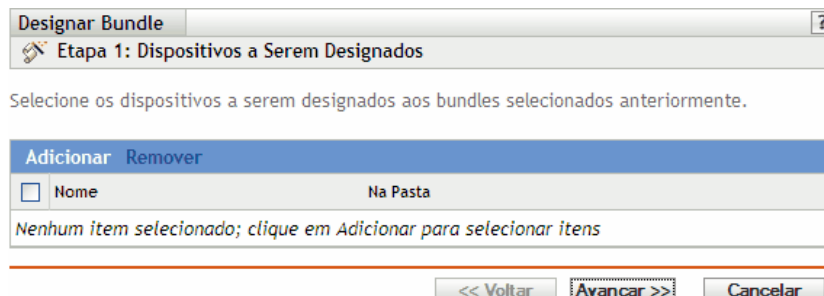 Designar Bundle
?
Etapa 1: Dispositivos a Serem Designados
Selecione os dispositivos a serem designados aos bundles selecionados anteriormente.
Adicionar Remover
Nome Na Pasta
Nenhum item selecionado; clique em Adicionar para selecionar itens
<< Voltar Avançar >> Cancelar